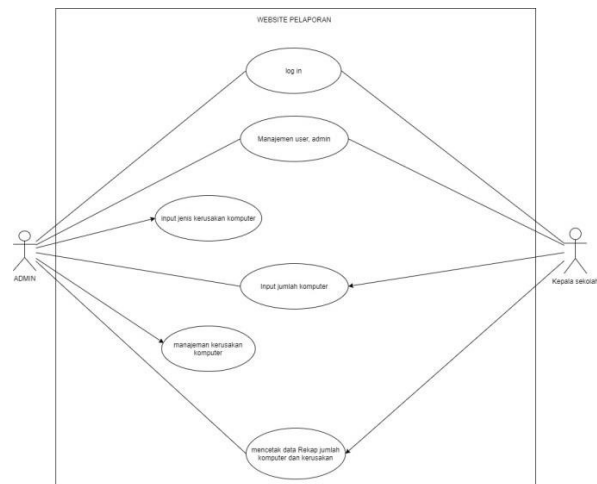 WEBSITE PELAPORAN
log in
Manajemen user, admin
input jenis kerusakan komputer
ADMIN
Kepala sekolah
Input jumlah komputer
manajeman kerusakan
komputer
mencetak data Rekap jumlah
komputer dan kerusakan